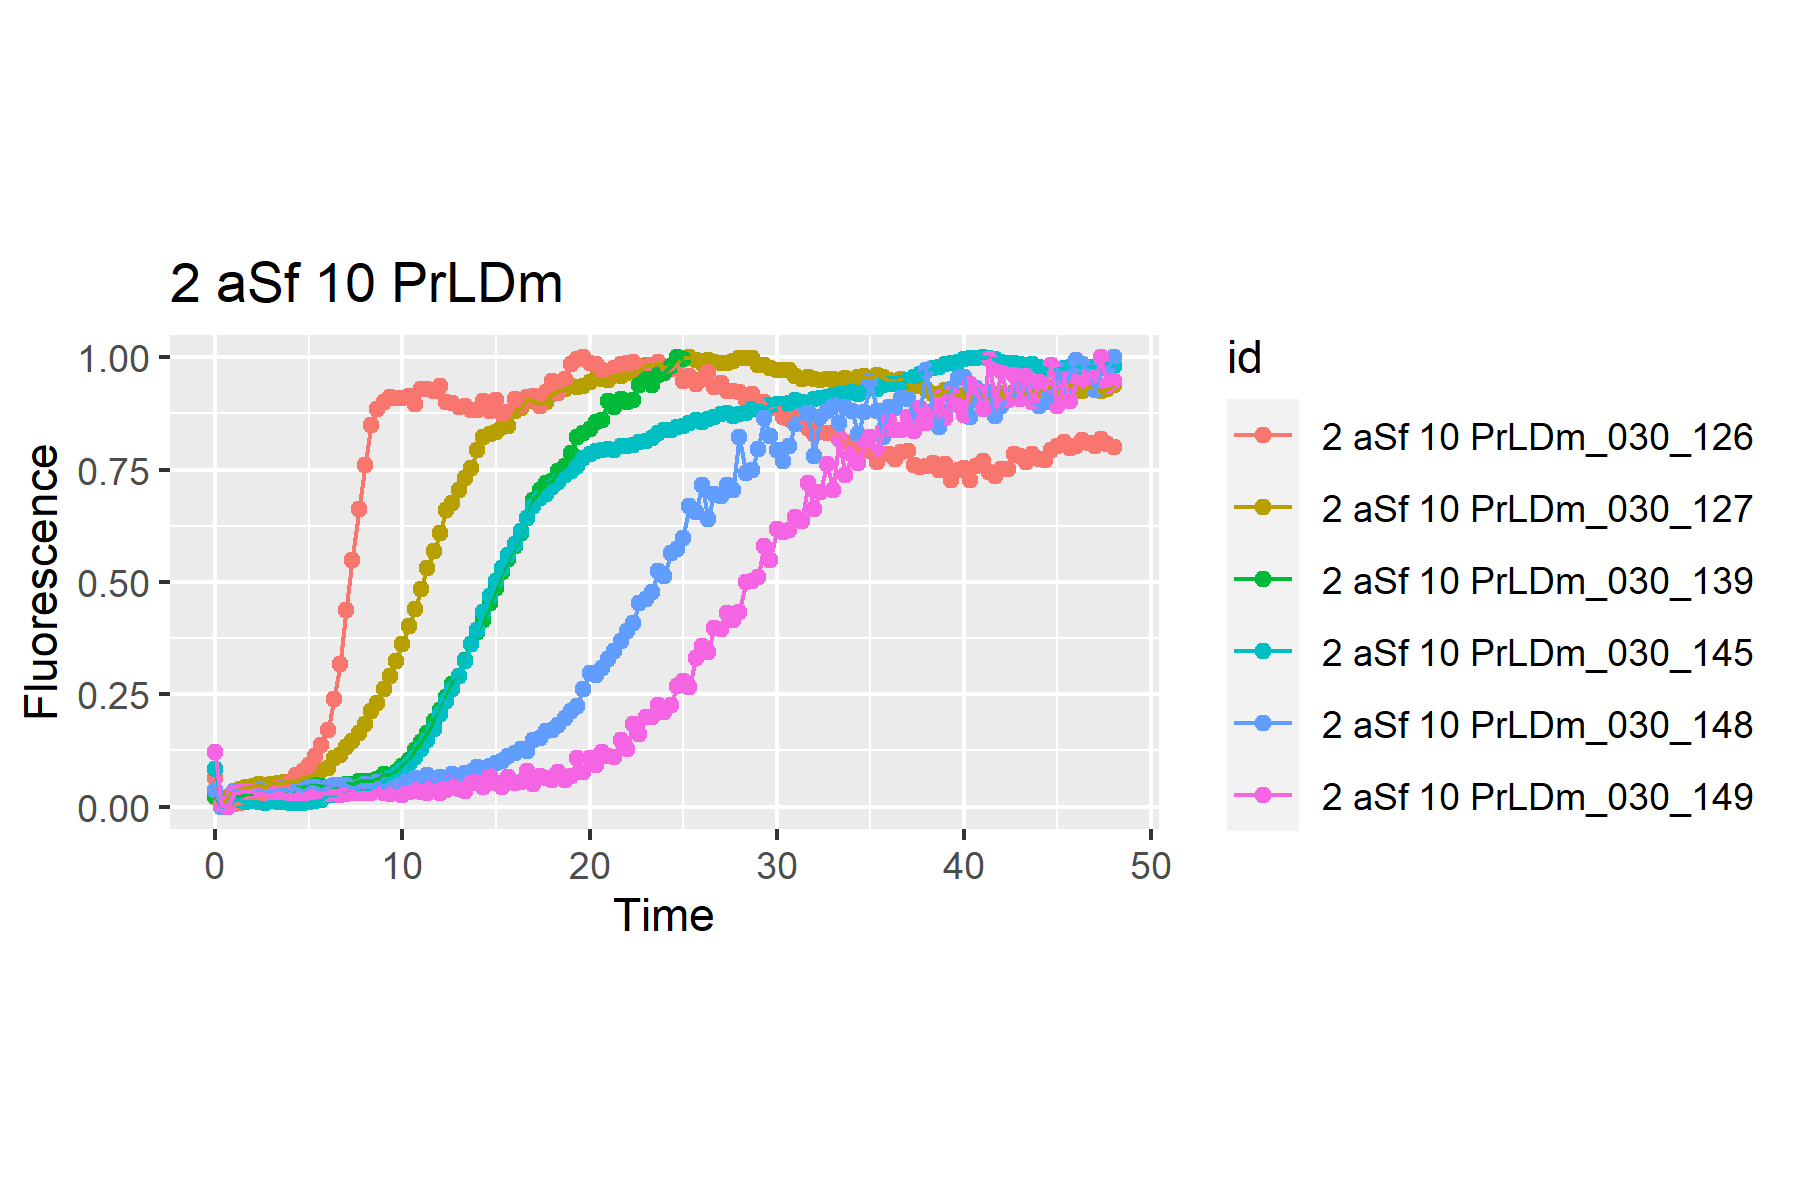 2 aSf 10 PrLDm
Fluorescence
1.00
0.75
0.50
0.25
0.00
0 10 20 30 40 50
Time
id
2 aSf 10 PrLDm_030_126
2 aSf 10 PrLDm_030_127
2 aSf 10 PrLDm_030_139
2 aSf 10 PrLDm_030_145
2 aSf 10 PrLDm_030_148
2 aSf 10 PrLDm_030_149